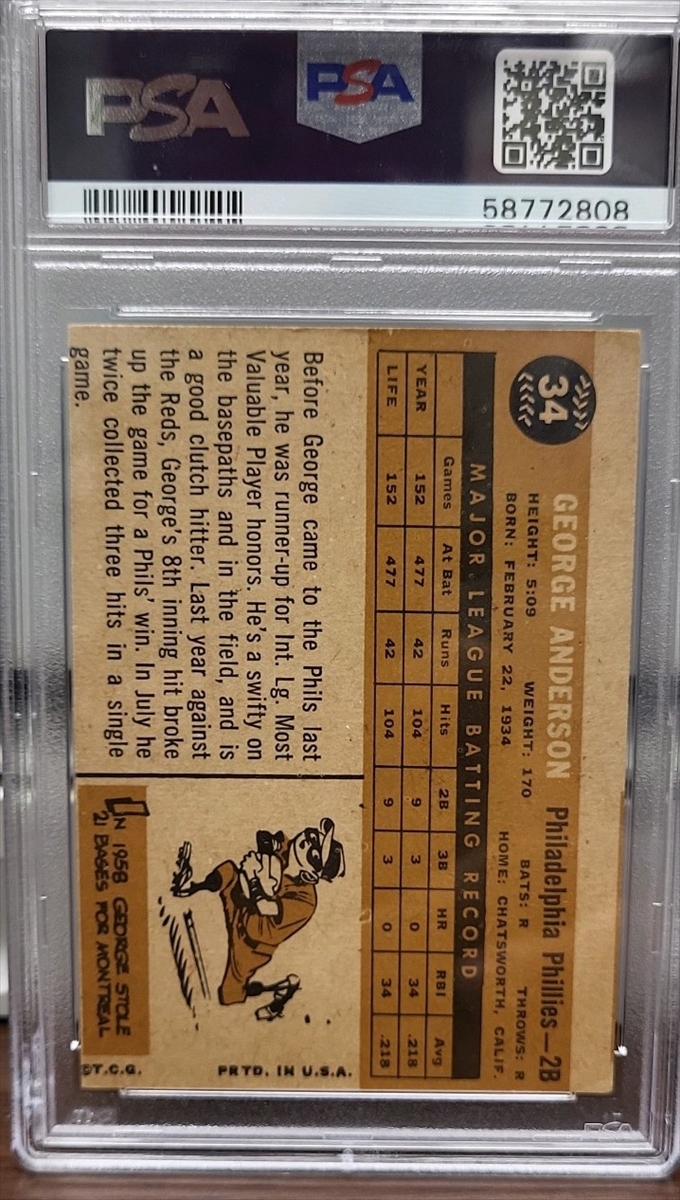 PSA
PSA
58772808
34
GEORGE ANDERSON Philadelphia Phillies—2B
HEIGHT: 5:09 WEIGHT: 170 BATS: R THROWS: R
BORN: FEBRUARY 22, 1934 HOME: CHATSWORTH, CALIF.
MAJOR LEAGUE BATTING RECORD
Games At Bat Runs Hits 2B 3B HR RBI Avg
YEAR 152 477 42 104 9 3 0 34 .218
LIFE 152 477 42 104 9 3 0 34 .218
Before George came to the Phils last
year, he was runner-up for Int. Lg. Most
Valuable Player honors. He's a swifty on
the basepaths and in the field, and is
a good clutch hitter. Last year against
the Reds, George's 8th inning hit broke
up the game for a Phils' win. In July he
twice collected three hits in a single
game.
IN 1958 GEORGE STOLE
21 BASES FOR MONTREAL
©T.C.G. PRTD. IN U.S.A.
PSA